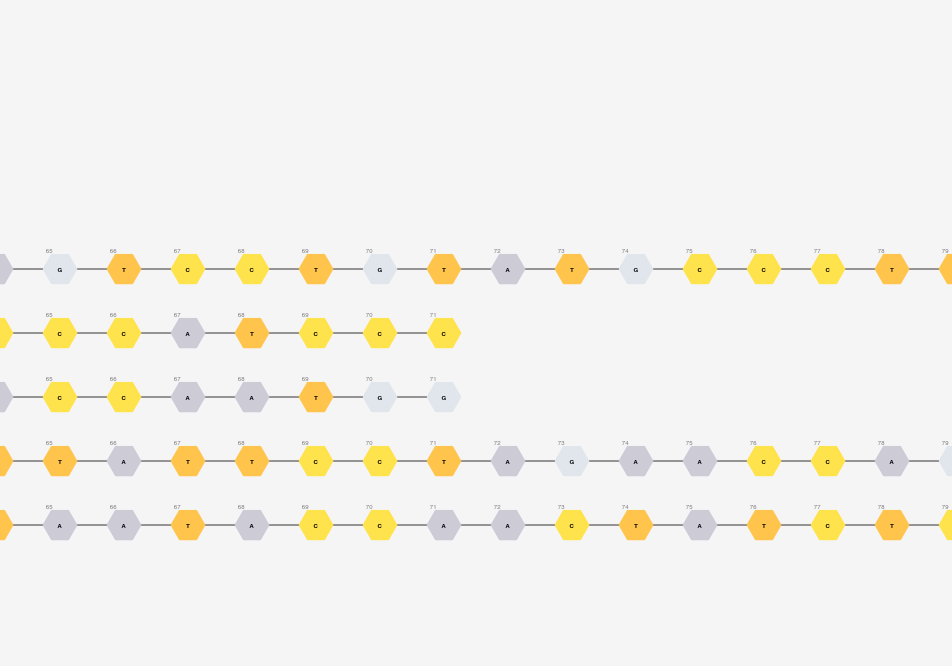 65 66 67 68 69 70 71 72 73 74 75 76 77 78 79
G T C C T G T A T G C C C T
65 66 67 68 69 70 71
C C A T C C C
65 66 67 68 69 70 71
C C A A T G G
65 66 67 68 69 70 71 72 73 74 75 76 77 78 79
T A T T C C T A G A A C C A
65 66 67 68 69 70 71 72 73 74 75 76 77 78 79
A A T A C C A A C T A T C T